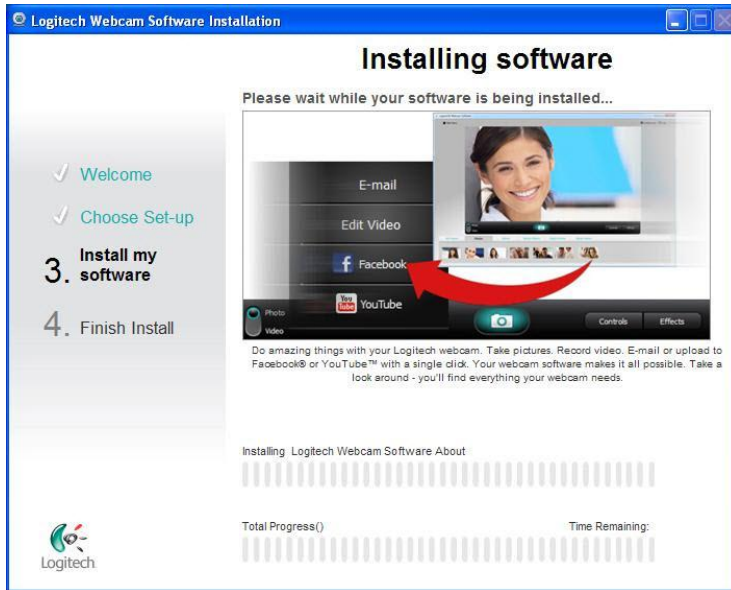 Logitech Webcam Software Installation
Installing software
Please wait while your software is being installed...
Welcome
Choose Set-up
3. Install my
software
4. Finish Install
E-mail
Edit Video
Facebook
You
Tube
YouTube
Photo
Video
Controls
Effects
Do amazing things with your Logitech webcam. Take pictures. Record video. E-mail or upload to
Facebook® or YouTube™ with a single click. Your webcam software makes it all possible. Take a
look around - you'll find everything your webcam needs.
Installing Logitech Webcam Software About
Total Progress()
Time Remaining:
Logitech